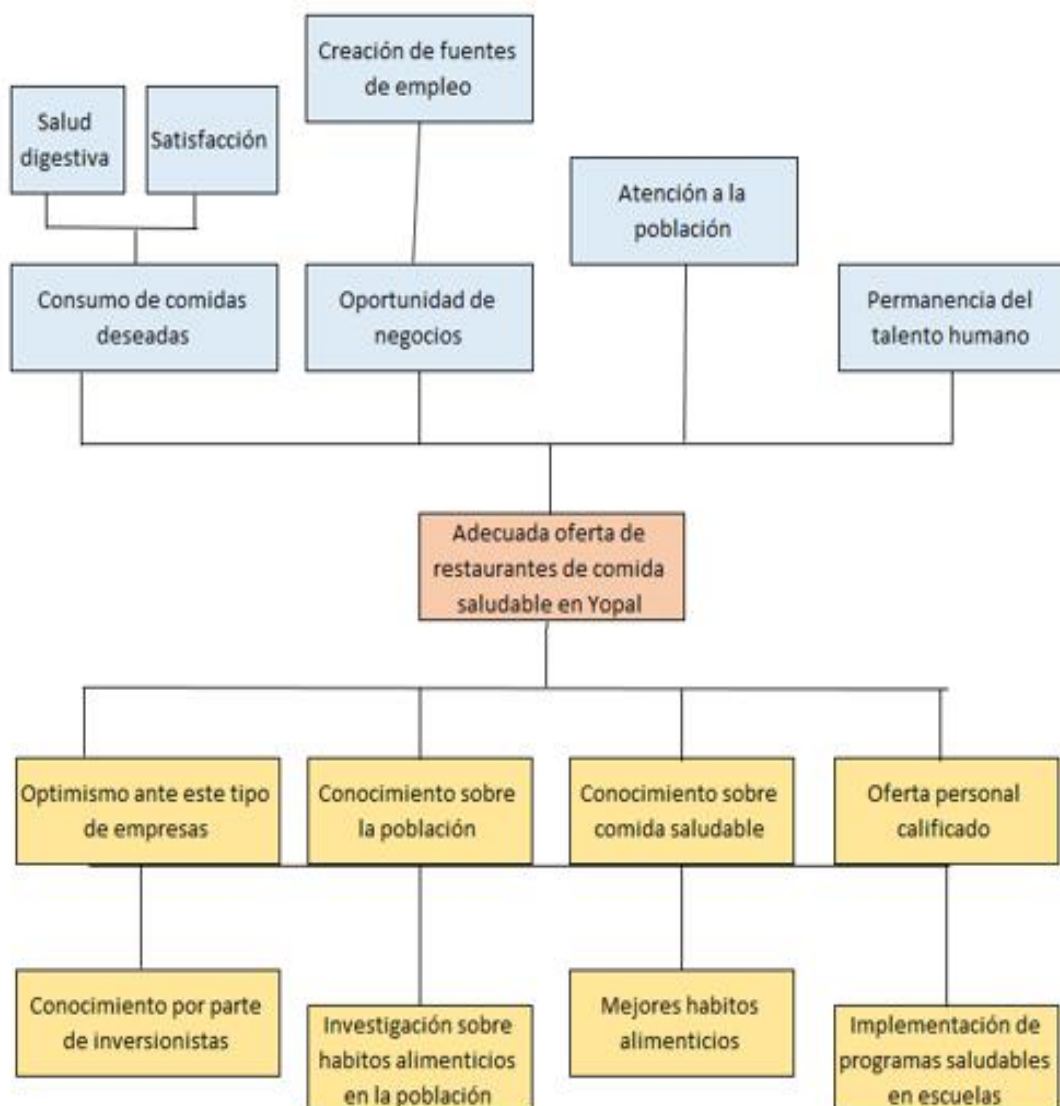 Creación de fuentes
de empleo
Salud
digestiva
Satisfacción
Atención a la
población
Consumo de comidas
deseadas
Oportunidad de
negocios
Permanencia del
talento humano
Adecuada oferta de
restaurantes de comida
saludable en Yopal
Optimismo ante este tipo
de empresas
Conocimiento sobre
la población
Conocimiento sobre
comida saludable
Oferta personal
calificado
Conocimiento por parte
de inversionistas
Investigación sobre
habitos alimenticios
en la población
Mejores habitos
alimenticios
Implementación de
programas saludables
en escuelas